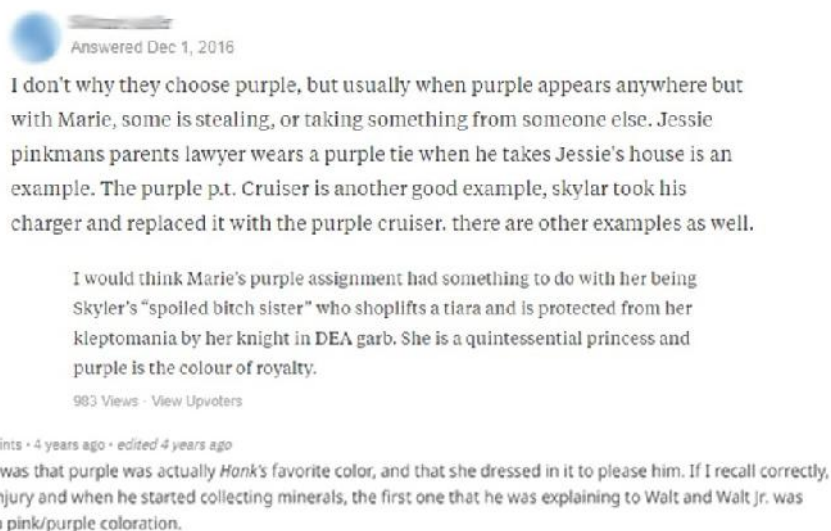 Answered Dec 1, 2016
I don't why they choose purple, but usually when purple appears anywhere but
with Marie, some is stealing, or taking something from someone else. Jessie
pinkmans parents lawyer wears a purple tie when he takes Jessie's house is an
example. The purple p.t. Cruiser is another good example, skylar took his
charger and replaced it with the purple cruiser. there are other examples as well.
I would think Marie's purple assignment had something to do with her being
Skyler's “spoiled bitch sister” who shoplifts a tiara and is protected from her
kleptomania by her knight in DEA garb. She is a quintessential princess and
purple is the colour of royalty.
983 Views · View Upvoters
ints • 4 years ago • edited 4 years ago
was that purple was actually Hank's favorite color, and that she dressed in it to please him. If I recall correctly,
njury and when he started collecting minerals, the first one that he was explaining to Walt and Walt Jr. was
pink/purple coloration.